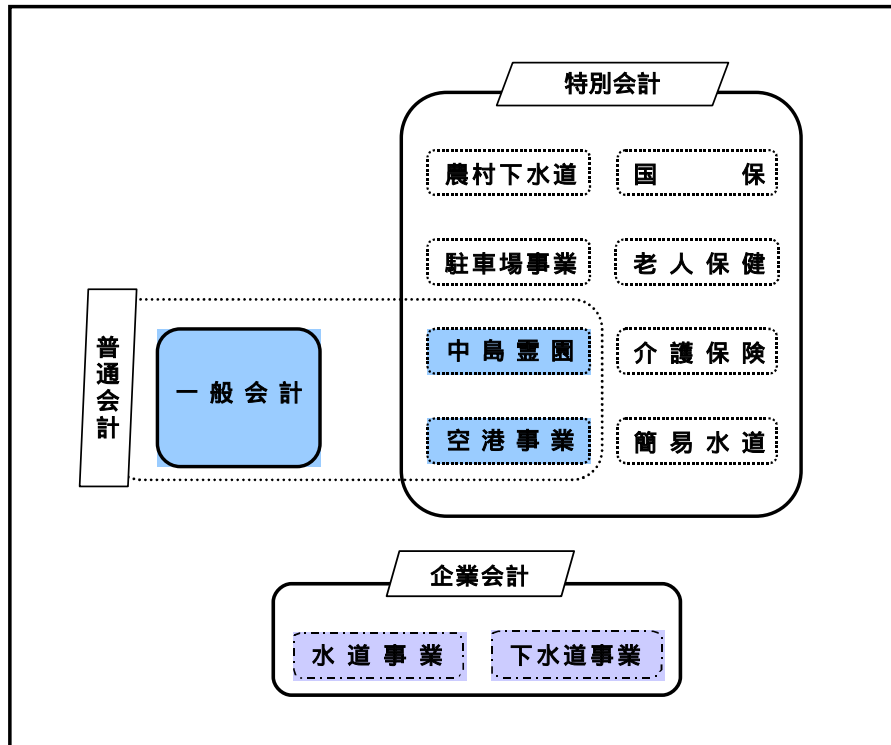 特別会計
農村下水道
国保
駐車場事業
老人保健
普通会計
一般会計
中島霊園
介護保険
空港事業
簡易水道
企業会計
水道事業
下水道事業